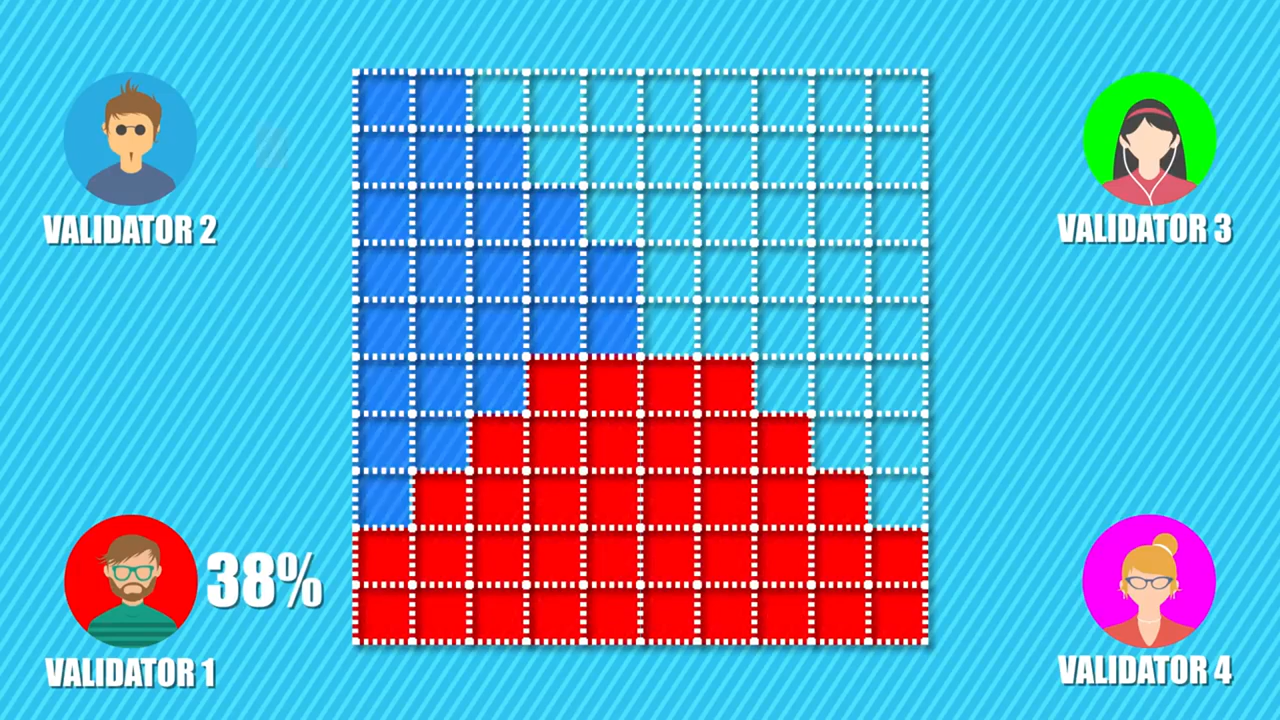 VALIDATOR 2
VALIDATOR 3
38%
VALIDATOR 1
VALIDATOR 4